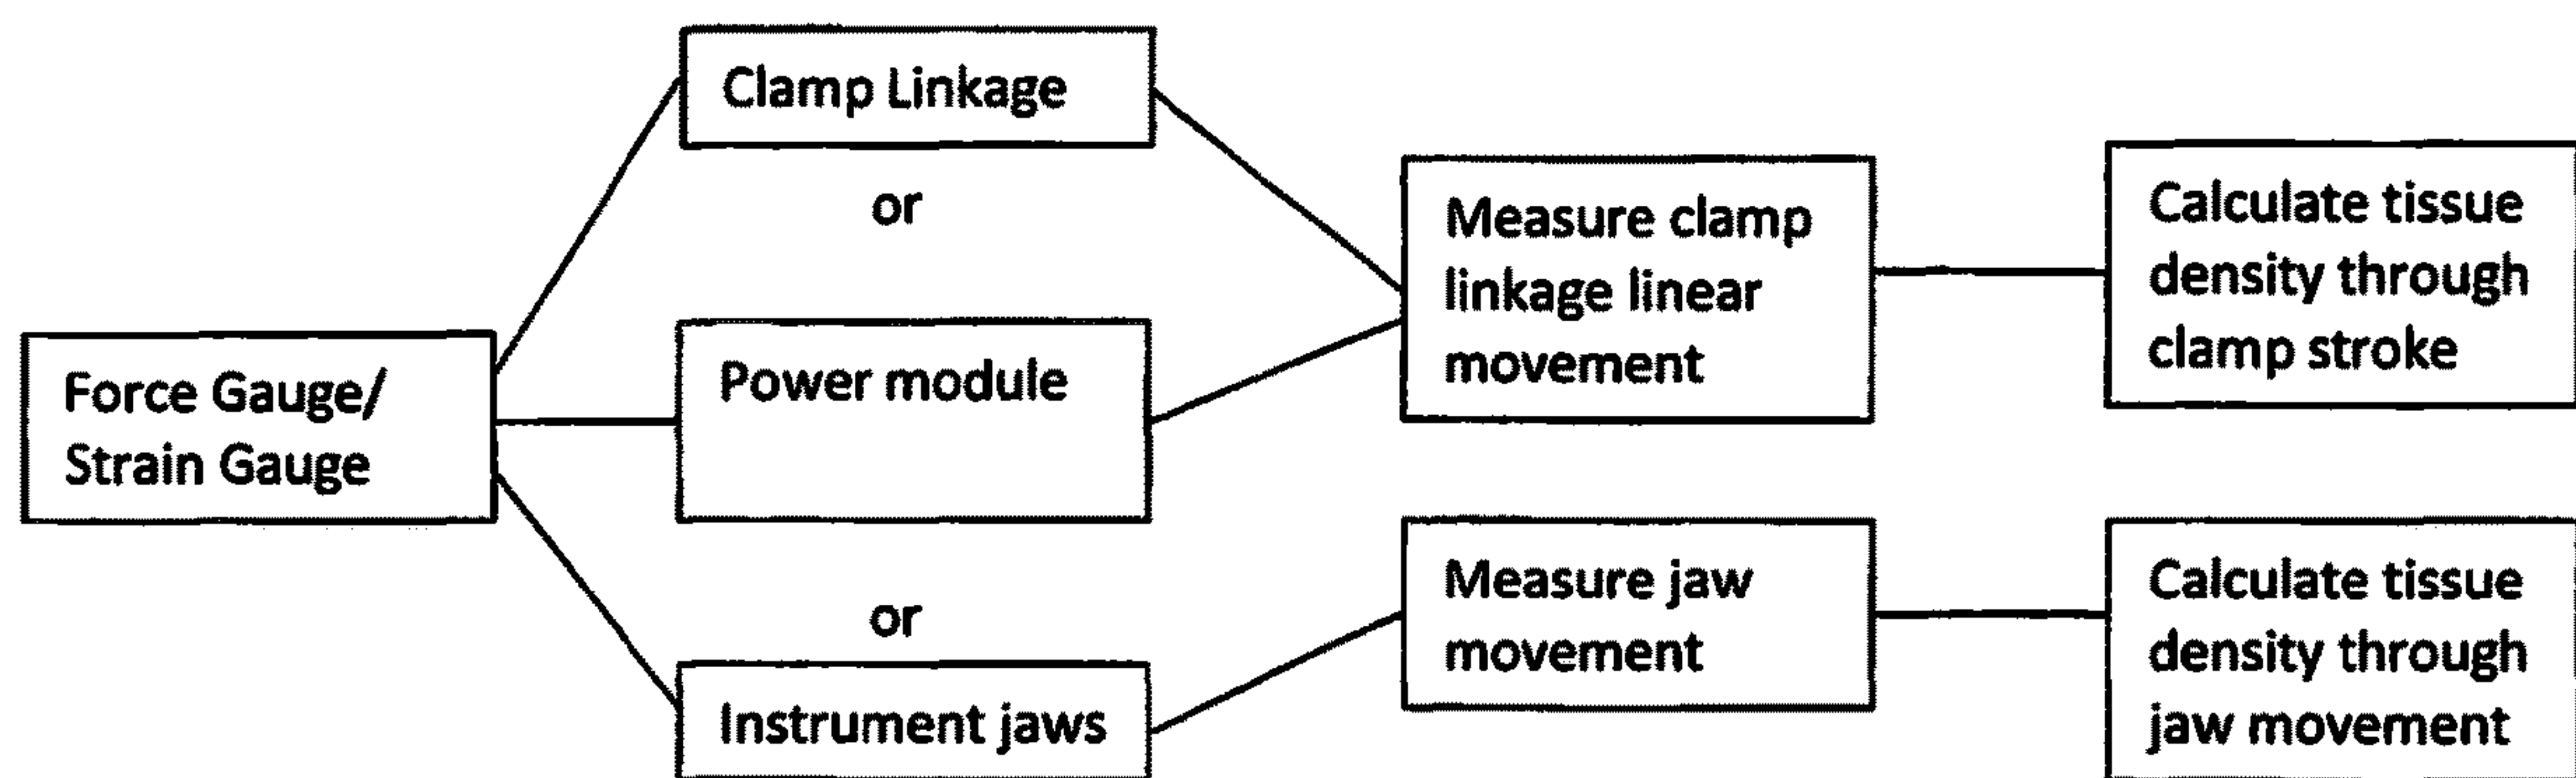 Force Gauge/
Strain Gauge
Clamp Linkage
or
Power module
or
Instrument jaws
Measure clamp
linkage linear
movement
Measure jaw
movement
Calculate tissue
density through
clamp stroke
Calculate tissue
density through
jaw movement